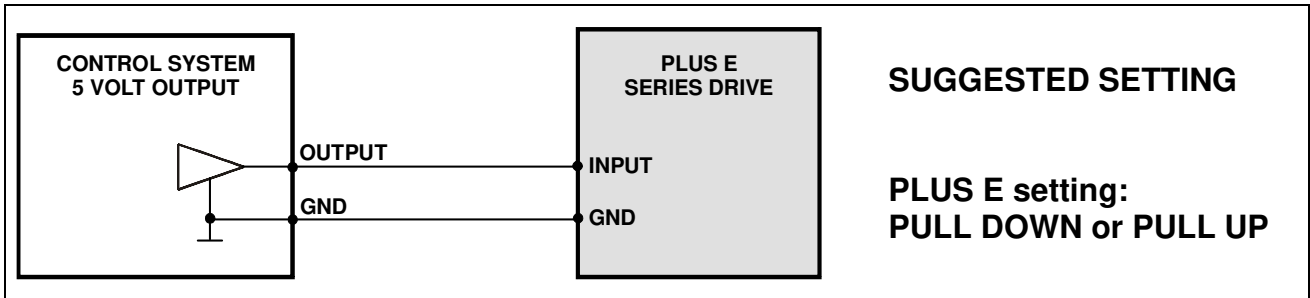 CONTROL SYSTEM
5 VOLT OUTPUT
OUTPUT
GND
PLUS E
SERIES DRIVE
INPUT
GND
SUGGESTED SETTING
PLUS E setting:
PULL DOWN or PULL UP